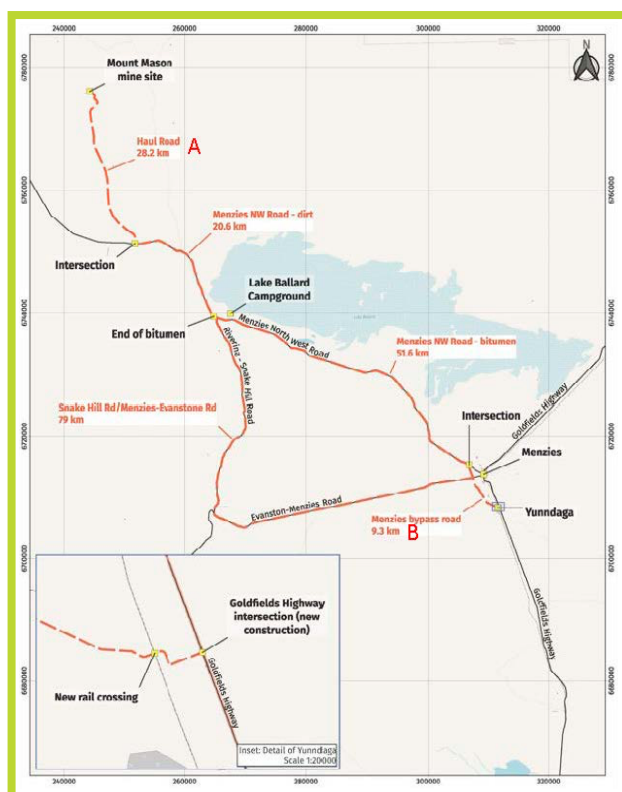 240000
260000
280000
300000
320000
N
6780000
6780000
Mount Mason
mine site
Haul Road
28.2 km
A
6760000
6760000
Menzies NW Road - dirt
20.6 km
Intersection
Lake Ballard
Campground
6740000
6740000
End of bitumen
Menzies North West Road
Menzies NW Road - bitumen
51.6 km
Riverina - Snake Hill Road
Goldfields Highway
Snake Hill Rd/Menzies-Evanstone Rd
79 km
6720000
6720000
Intersection
Menzies
Evanston-Menzies Road
Yunndaga
Menzies bypass road
9.3 km
B
6700000
6700000
Goldfields Highway
Goldfields Highway
intersection (new
construction)
New rail crossing
Goldfields Highway
6680000
6680000
Inset: Detail of Yunndaga
Scale 1:20000
240000
260000
280000
300000
320000